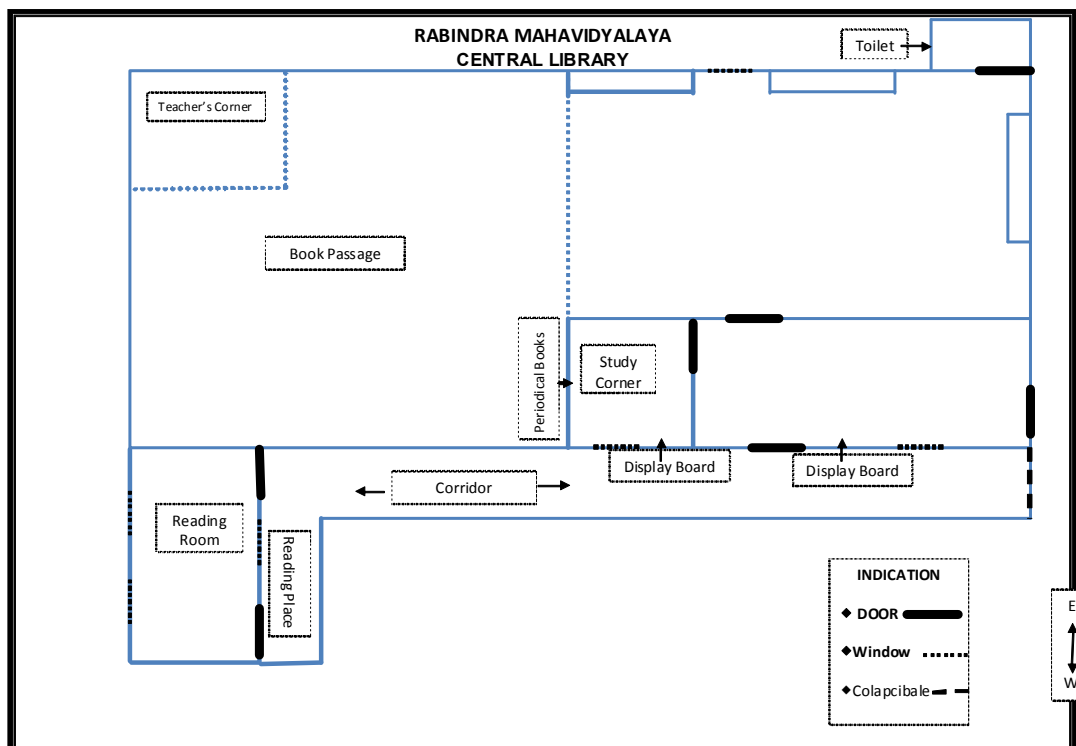 RABINDRA MAHAVIDYALAYA
CENTRAL LIBRARY
Toilet
Teacher's Corner
Book Passage
Periodical Books
Study
Corner
Display Board
Display Board
Corridor
Reading
Room
Reading Place
INDICATION
DOOR
Window
Colapcibale
E
W